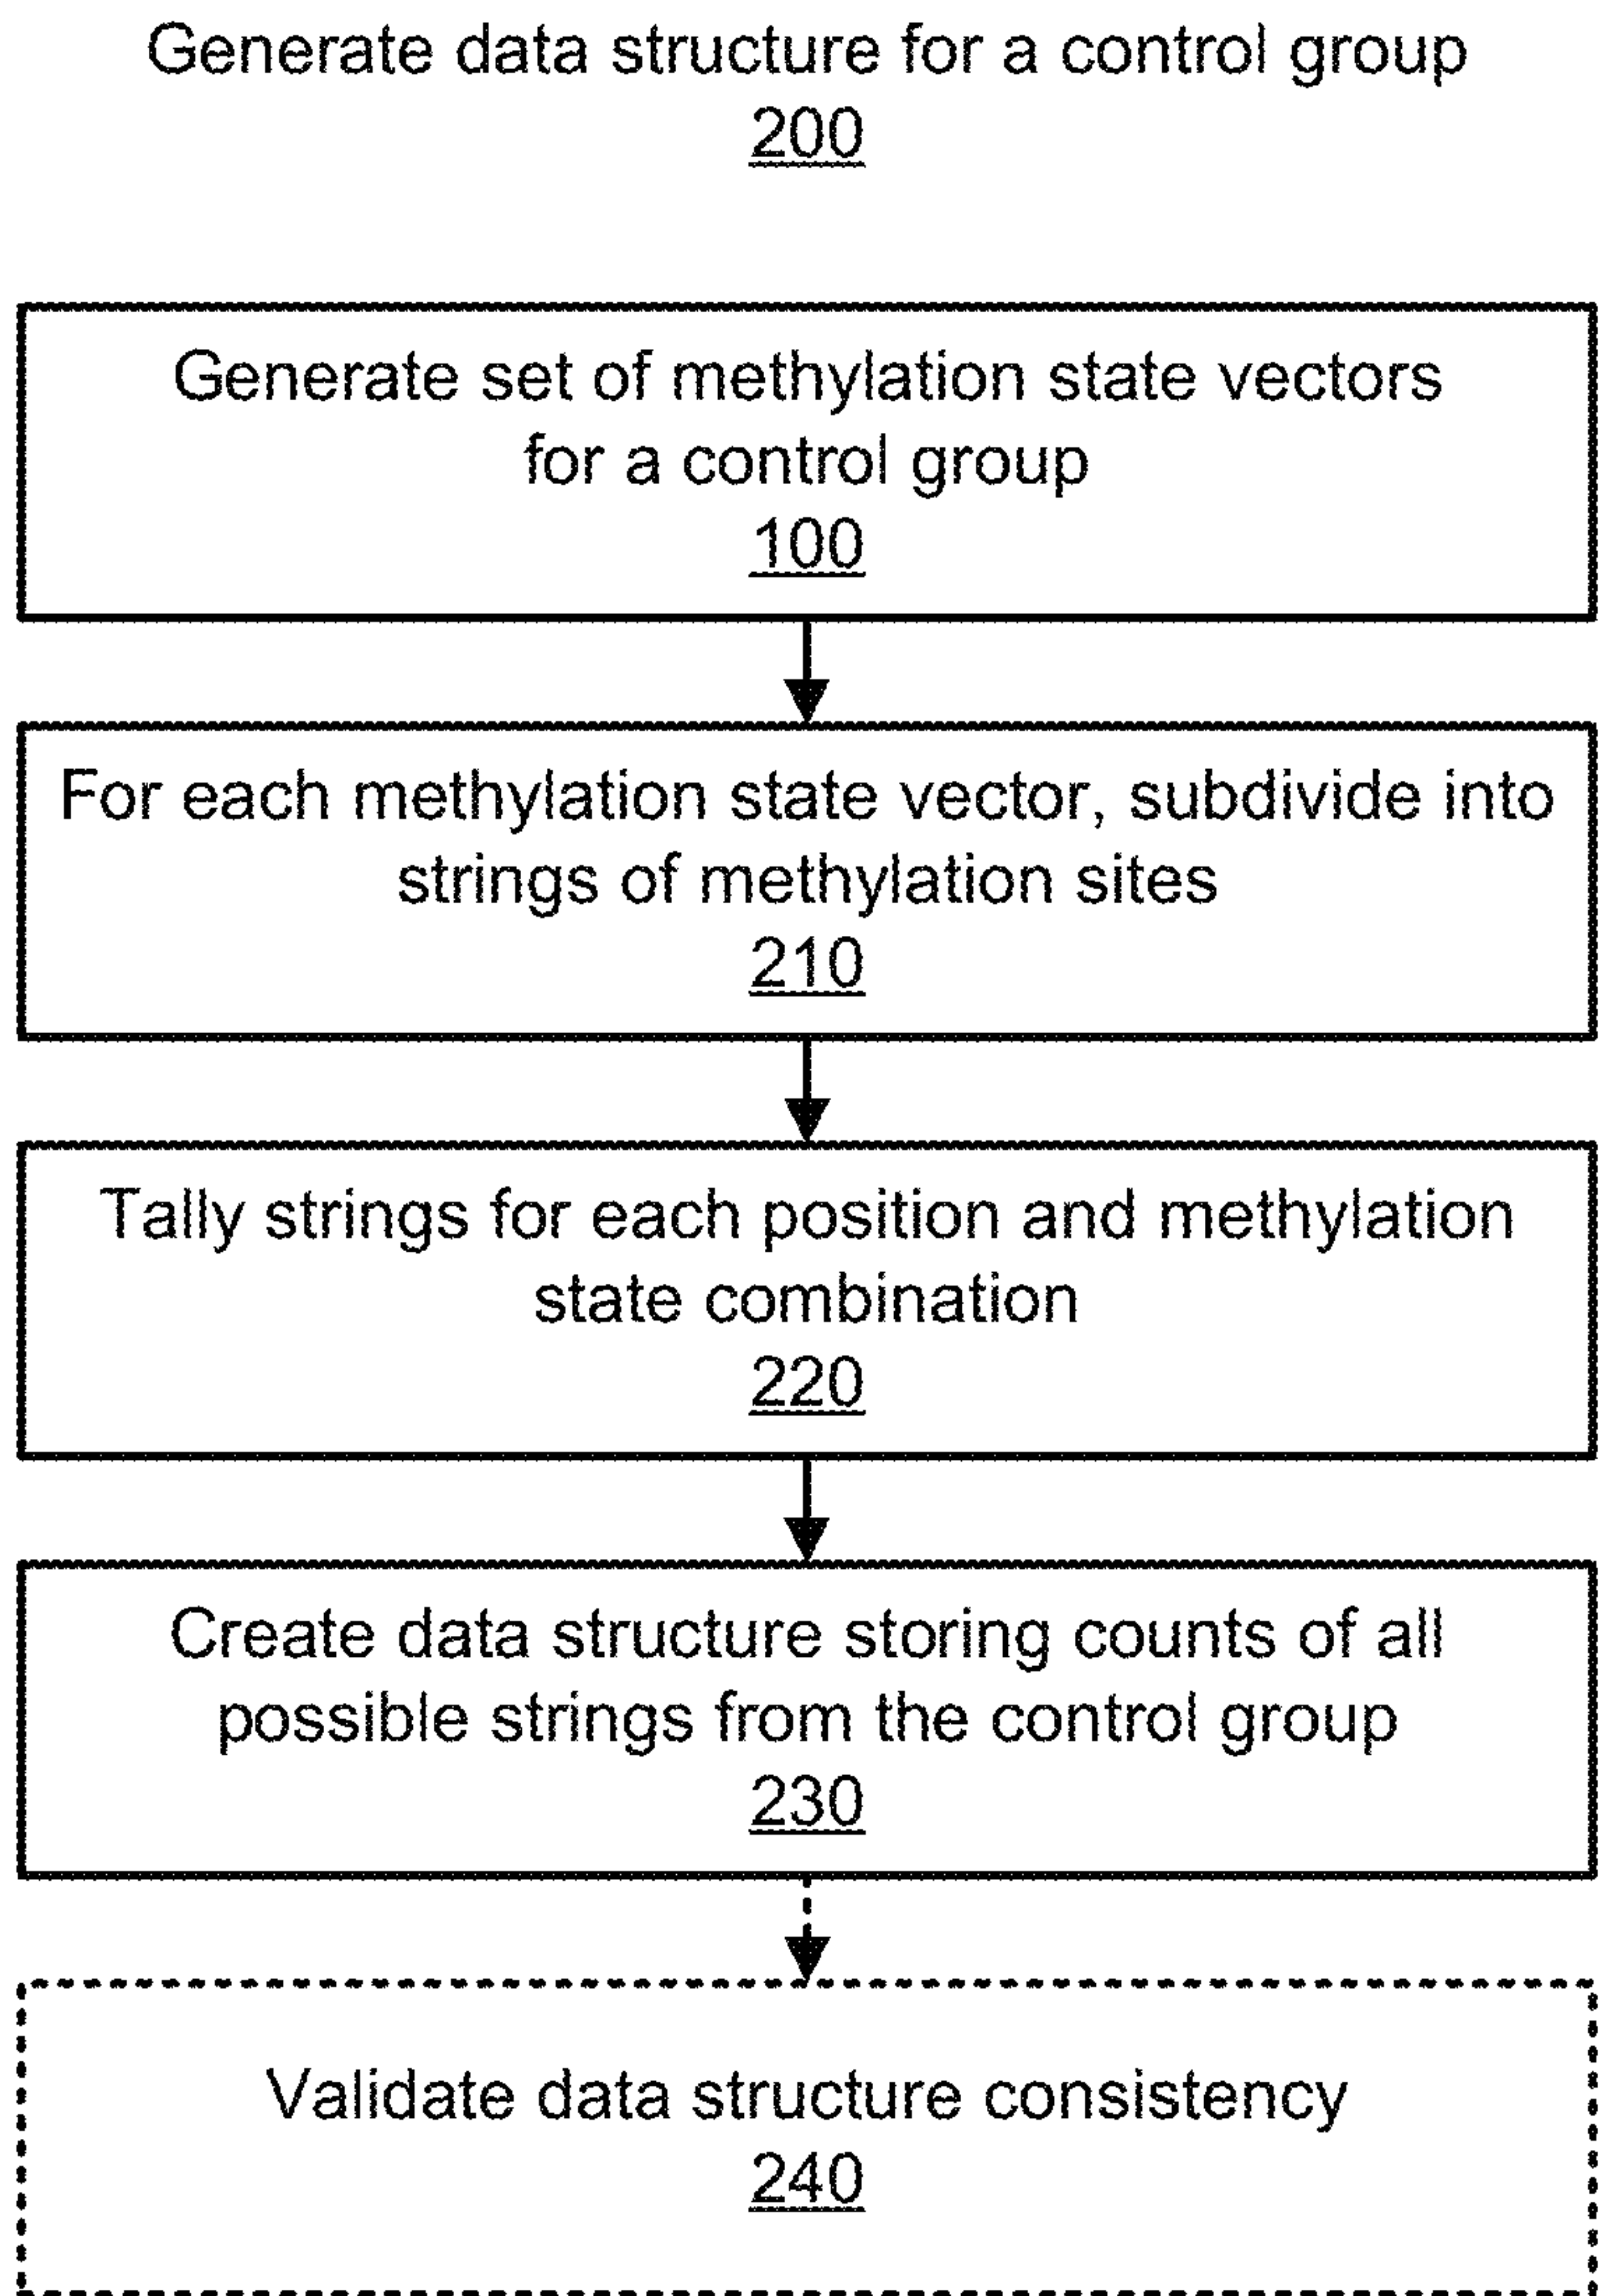 Generate data structure for a control group
200
Generate set of methylation state vectors
for a control group
100
For each methylation state vector, subdivide into
strings of methylation sites
210
Tally strings for each position and methylation
state combination
220
Create data structure storing counts of all
possible strings from the control group
230
Validate data structure consistency
240